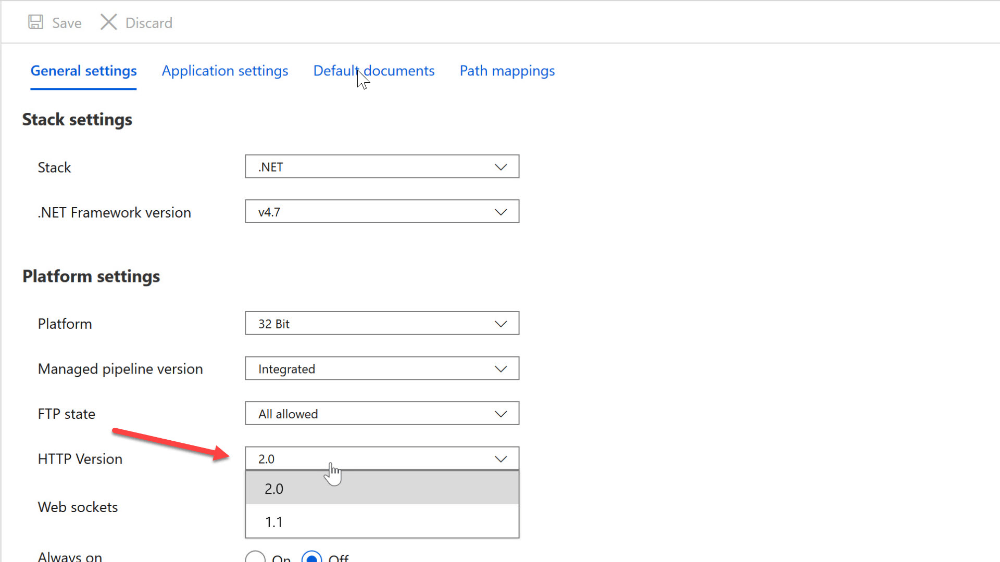 Save Discard
General settings Application settings Default documents Path mappings
Stack settings
Stack .NET
.NET Framework version v4.7
Platform settings
Platform 32 Bit
Managed pipeline version Integrated
FTP state All allowed
HTTP Version 2.0
2.0
Web sockets
1.1
Always on On Off